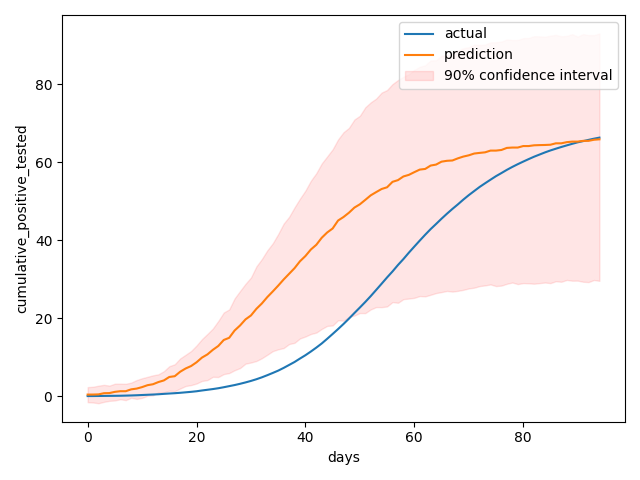 actual
prediction
90% confidence interval
80
60
40
20
0
cumulative_positive_tested
0 20 40 60 80
days